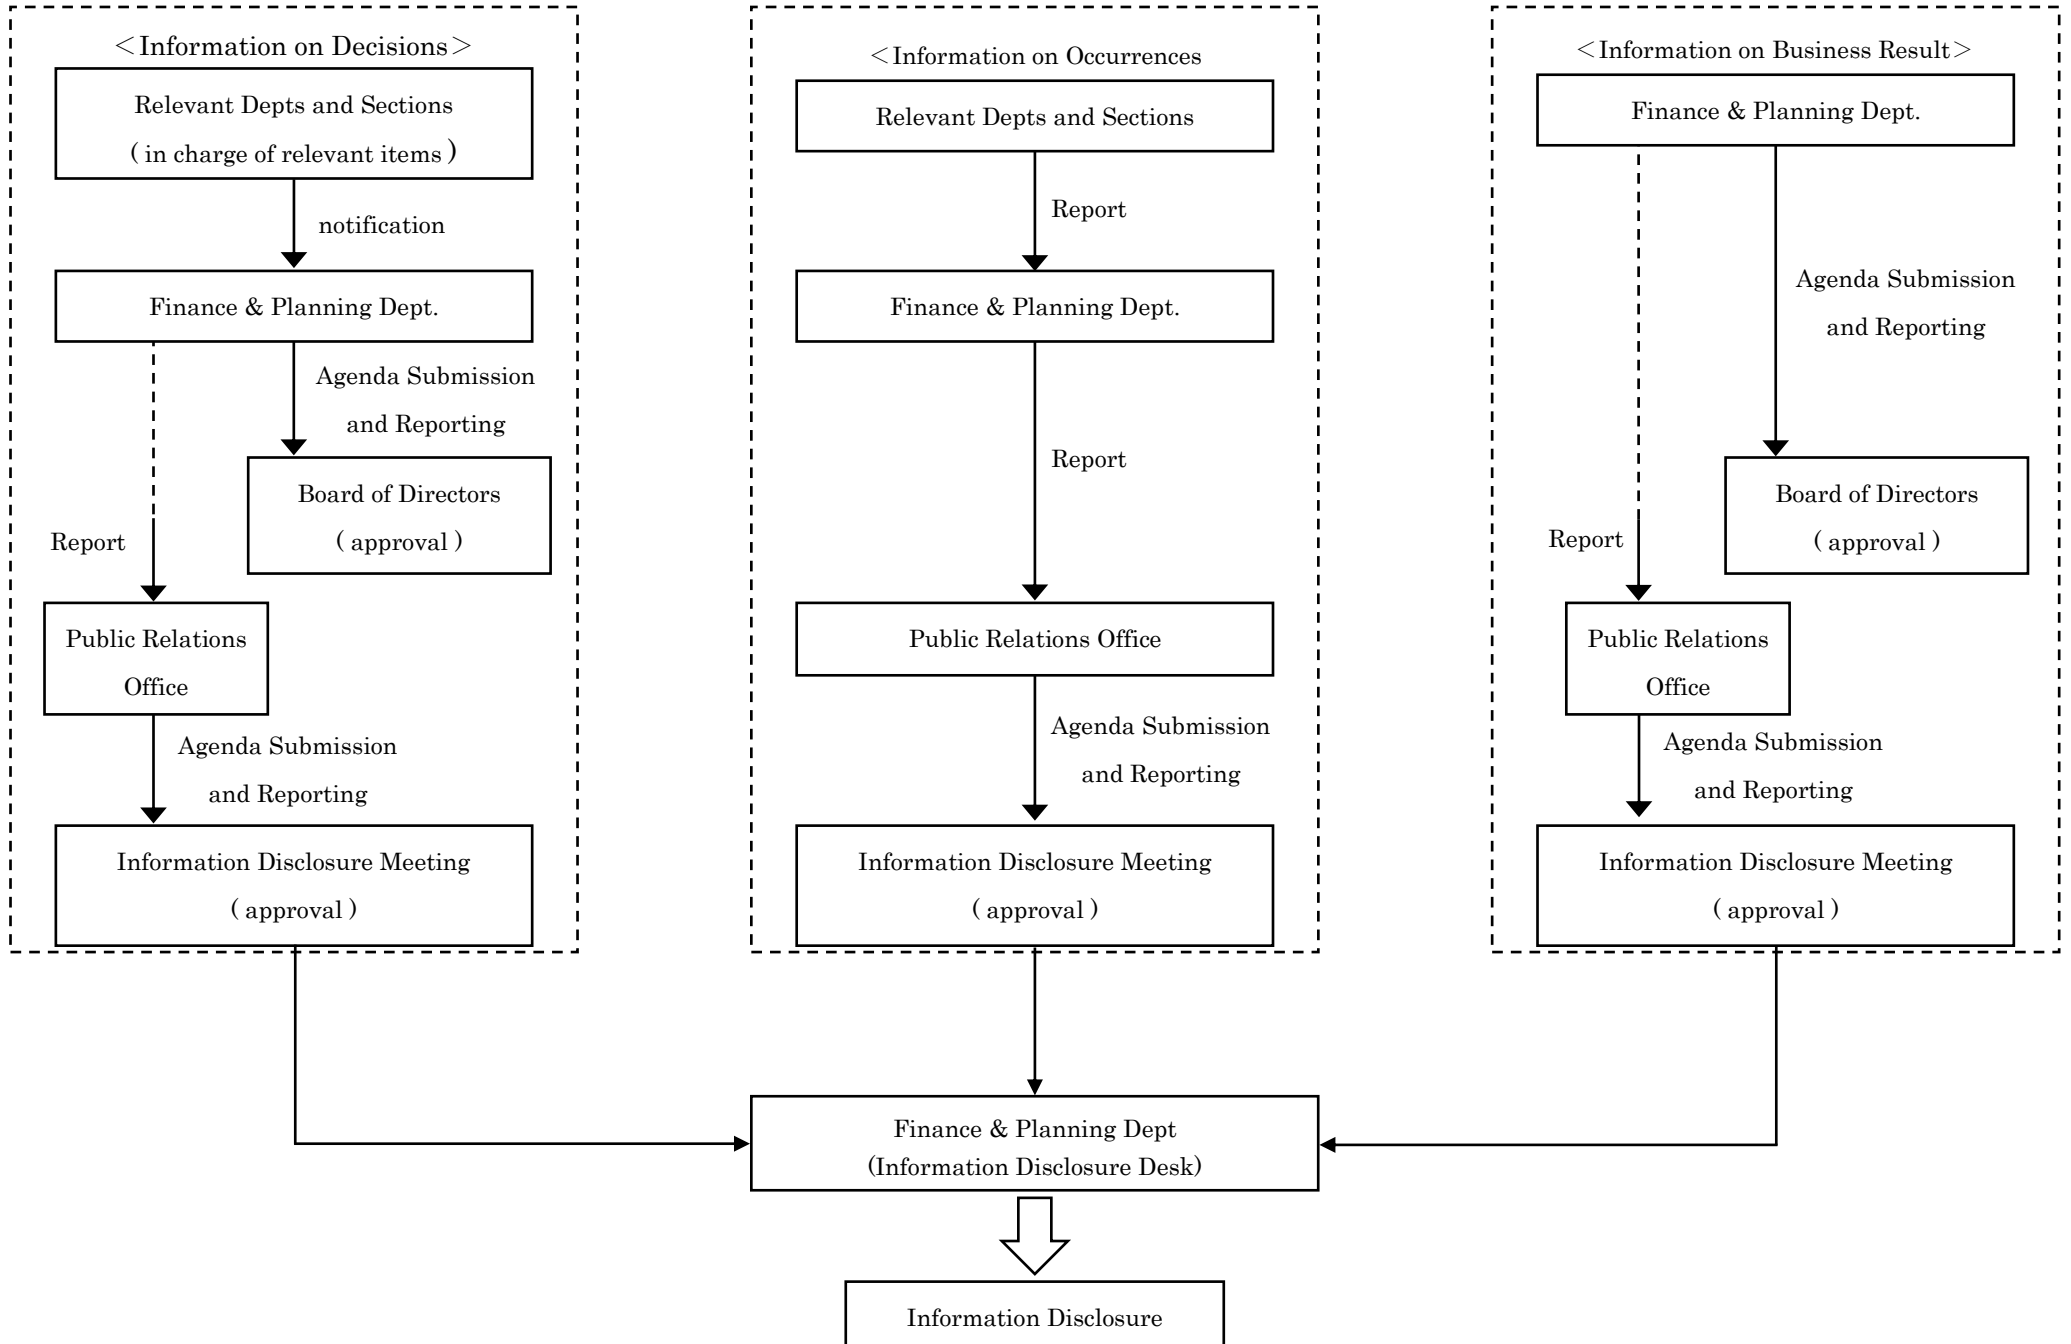 ＜Information on Decisions＞
Relevant Depts and Sections
( in charge of relevant items )
notification
Finance & Planning Dept.
Agenda Submission
and Reporting
Board of Directors
( approval )
Report
Public Relations
Office
Agenda Submission
and Reporting
Information Disclosure Meeting
( approval )
＜Information on Occurrences
Relevant Depts and Sections
Report
Finance & Planning Dept.
Report
Public Relations Office
Agenda Submission
and Reporting
Information Disclosure Meeting
( approval )
＜Information on Business Result＞
Finance & Planning Dept.
Agenda Submission
and Reporting
Board of Directors
( approval )
Report
Public Relations
Office
Agenda Submission
and Reporting
Information Disclosure Meeting
( approval )
Finance & Planning Dept
(Information Disclosure Desk)
Information Disclosure